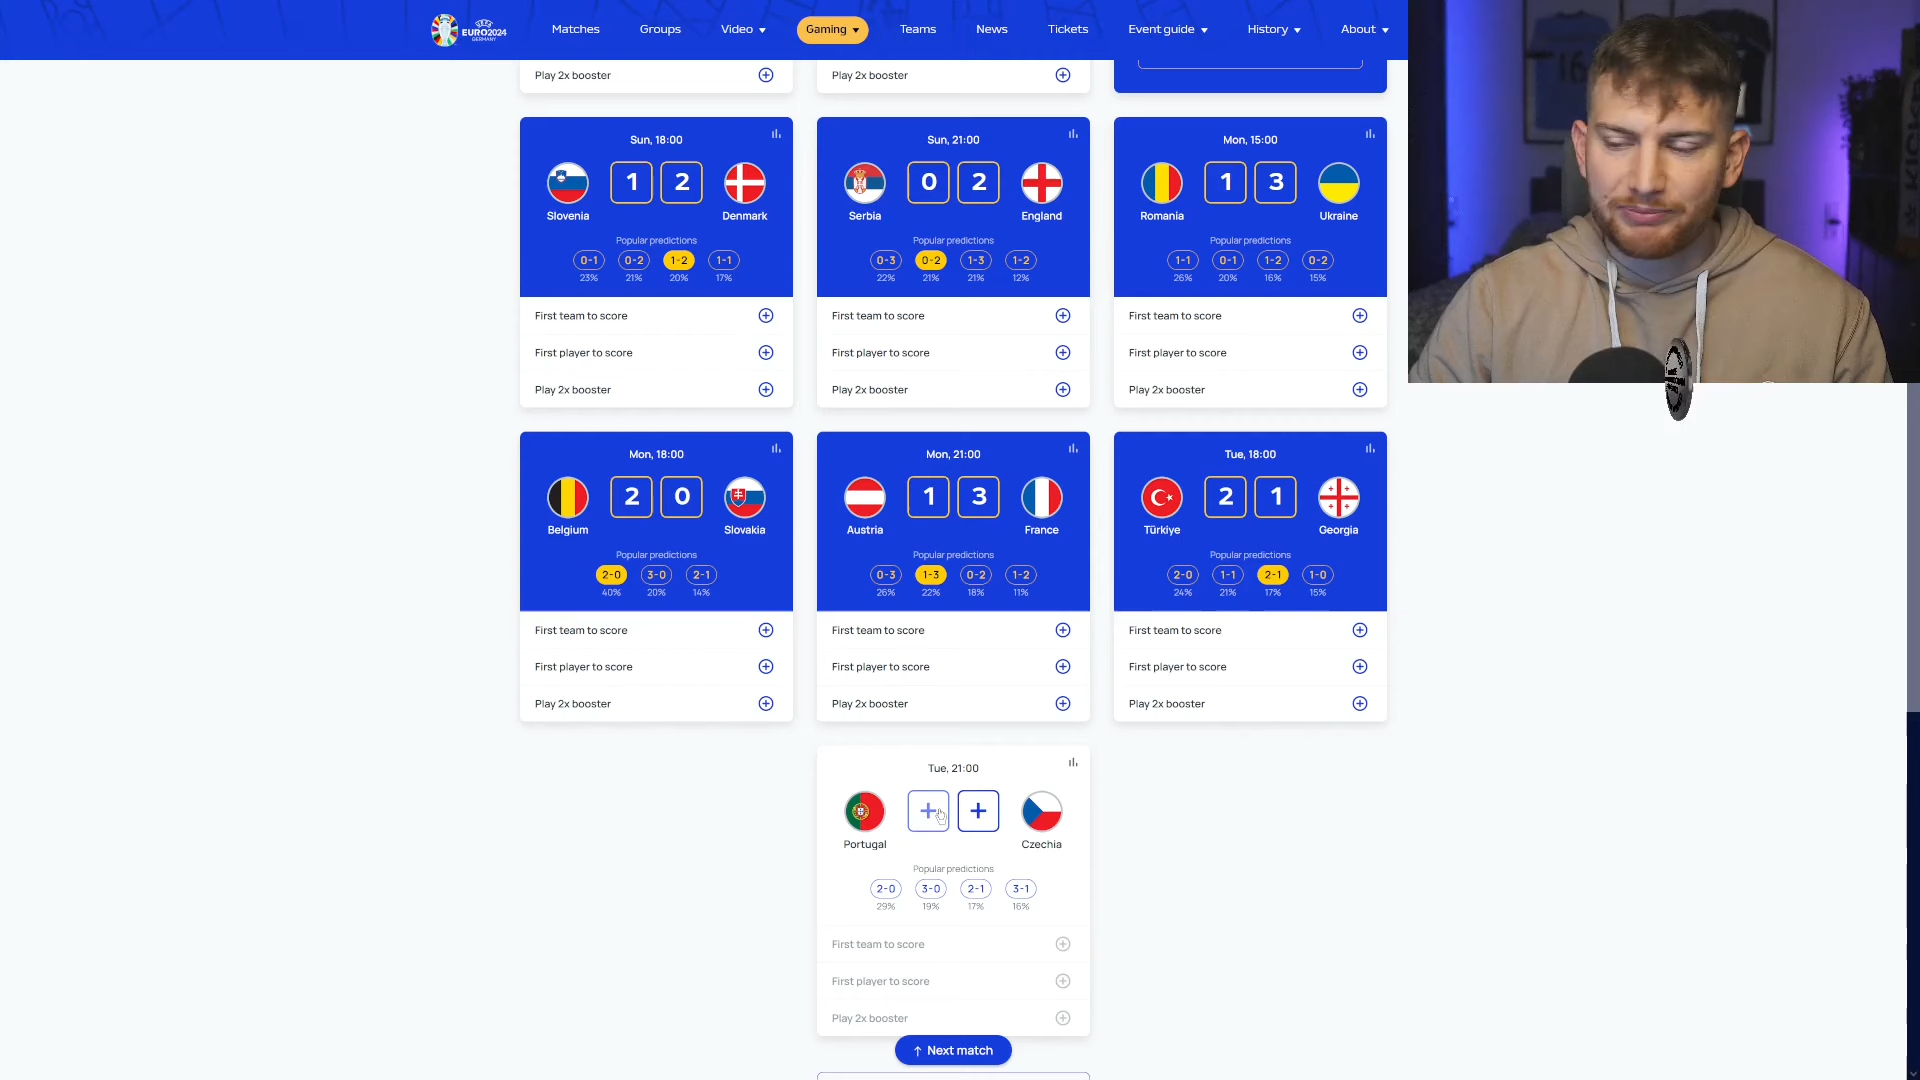 UEFA EURO2024 GERMANY
Matches Groups Video Gaming Teams News Tickets Event guide History About
Play 2x booster Play 2x booster
Sun, 18:00
1 2
Slovenia Denmark
Popular predictions
0-1 0-2 1-2 1-1
23% 21% 20% 17%
First team to score
First player to score
Play 2x booster
Sun, 21:00
0 2
Serbia England
Popular predictions
0-3 0-2 1-3 1-2
22% 21% 21% 12%
First team to score
First player to score
Play 2x booster
Mon, 15:00
1 3
Romania Ukraine
Popular predictions
1-1 0-1 1-2 0-2
26% 20% 16% 15%
First team to score
First player to score
Play 2x booster
Mon, 18:00
2 0
Belgium Slovakia
Popular predictions
2-0 3-0 2-1
40% 20% 14%
First team to score
First player to score
Play 2x booster
Mon, 21:00
1 3
Austria France
Popular predictions
0-3 1-3 0-2 1-2
26% 22% 18% 11%
First team to score
First player to score
Play 2x booster
Tue, 18:00
2 1
Türkiye Georgia
Popular predictions
2-0 1-1 2-1 1-0
24% 21% 17% 15%
First team to score
First player to score
Play 2x booster
Tue, 21:00
+ +
Portugal Czechia
Popular predictions
2-0 3-0 2-1 3-1
29% 19% 17% 16%
First team to score
First player to score
Play 2x booster
↑ Next match